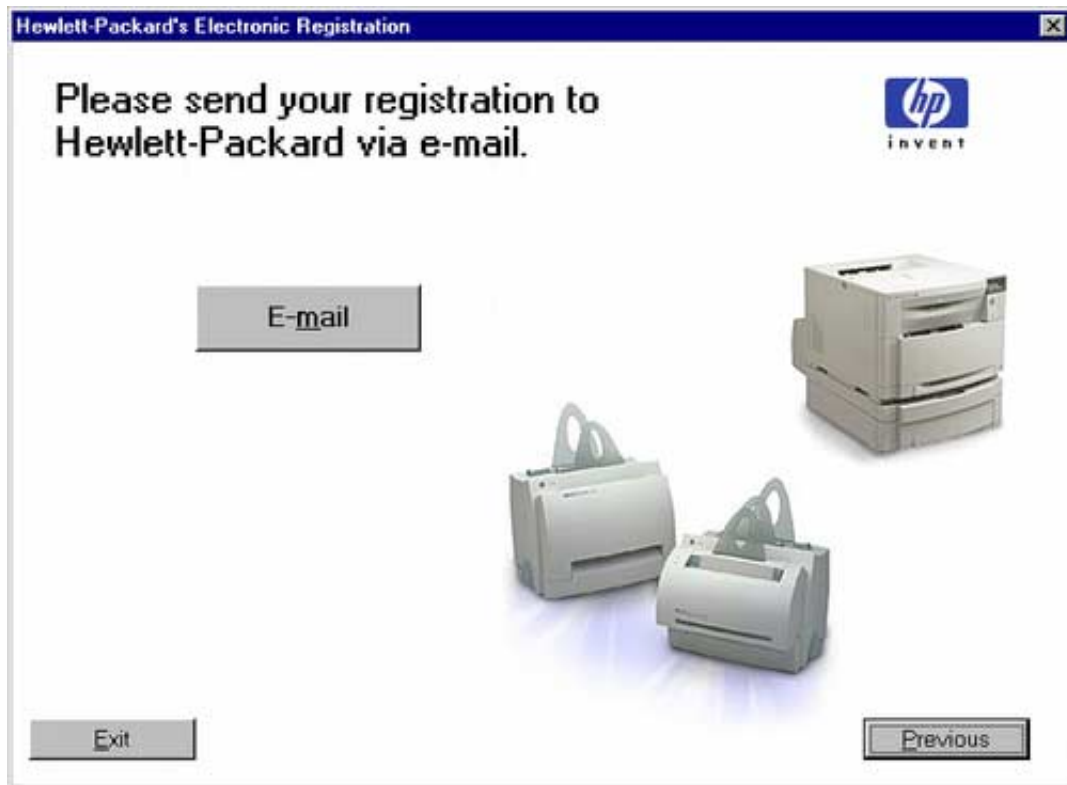 Hewlett-Packard's Electronic Registration
Please send your registration to
Hewlett-Packard via e-mail.
hp
invent
E-mail
Exit
Previous